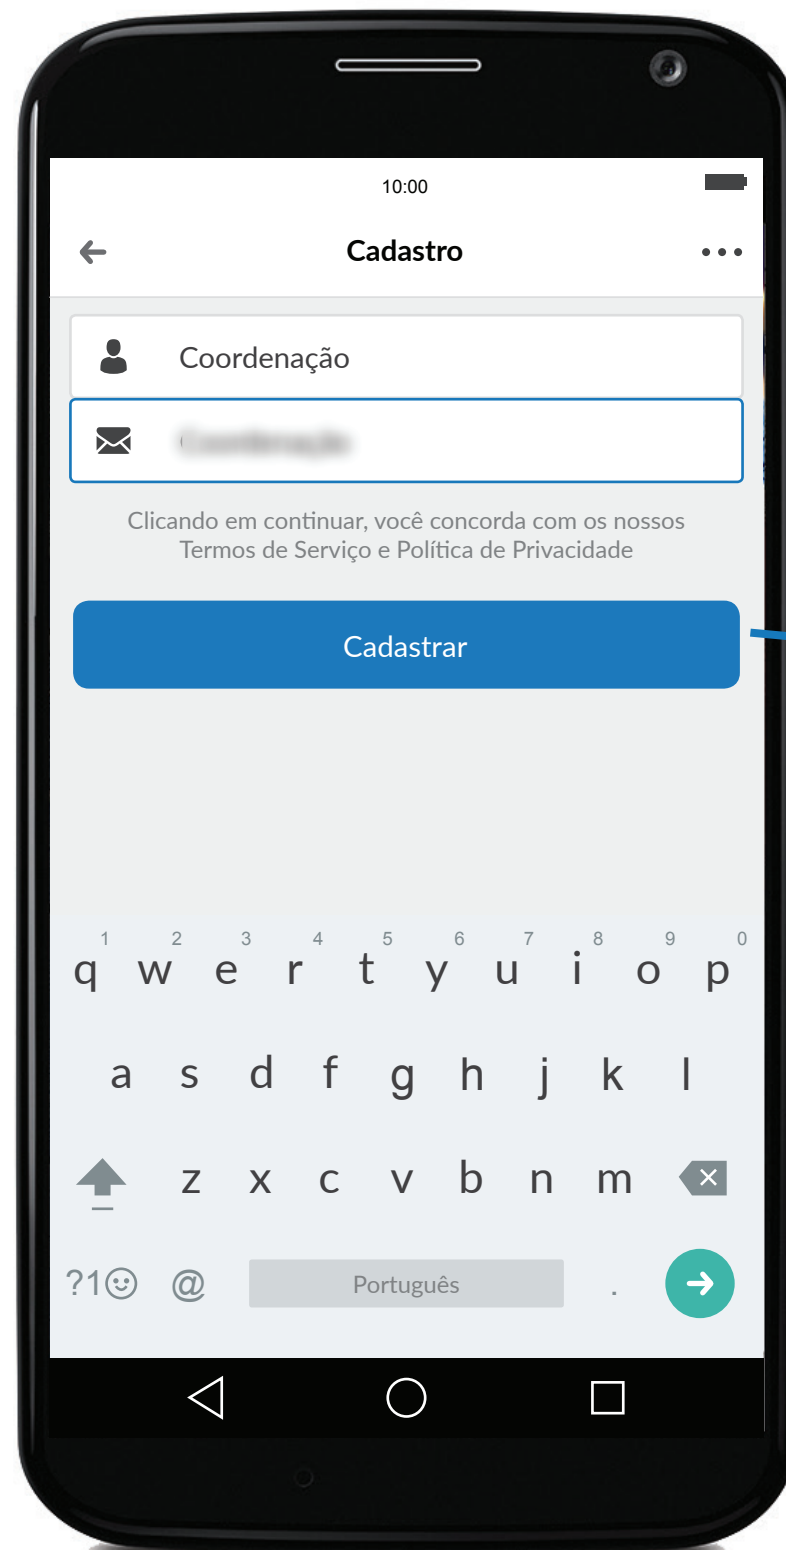 10:00
Cadastro
Coordenação
Clicando em continuar, você concorda com os nossos
Termos de Serviço e Política de Privacidade
Cadastrar
1 2 3 4 5 6 7 8 9 0
q w e r t y u i o p
a s d f g h j k l
z x c v b n m
?1 @ Português .